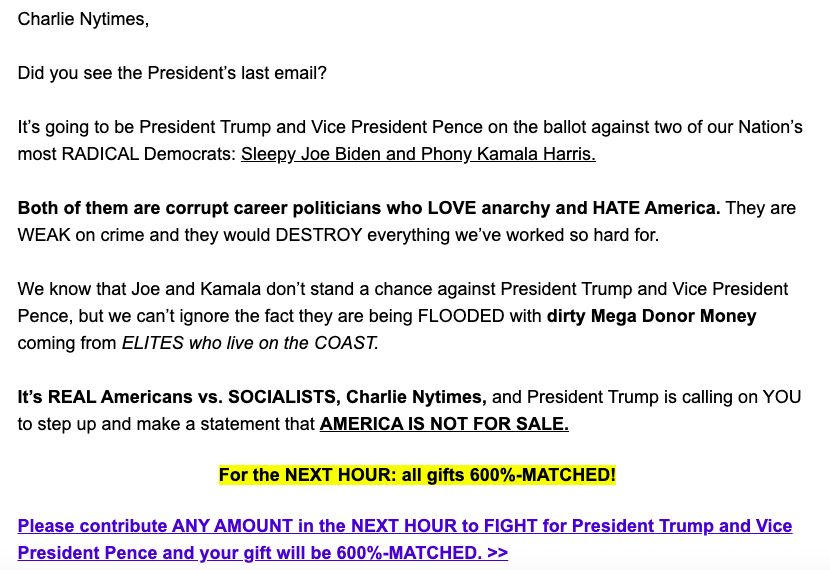 Charlie Nytimes,
Did you see the President’s last email?
It’s going to be President Trump and Vice President Pence on the ballot against two of our Nation’s
most RADICAL Democrats: Sleepy Joe Biden and Phony Kamala Harris.
Both of them are corrupt career politicians who LOVE anarchy and HATE America. They are
WEAK on crime and they would DESTROY everything we’ve worked so hard for.
We know that Joe and Kamala don’t stand a chance against President Trump and Vice President
Pence, but we can’t ignore the fact they are being FLOODED with dirty Mega Donor Money
coming from ELITES who live on the COAST.
It’s REAL Americans vs. SOCIALISTS, Charlie Nytimes, and President Trump is calling on YOU
to step up and make a statement that AMERICA IS NOT FOR SALE.
For the NEXT HOUR: all gifts 600%-MATCHED!
Please contribute ANY AMOUNT in the NEXT HOUR to FIGHT for President Trump and Vice
President Pence and your gift will be 600%-MATCHED. >>